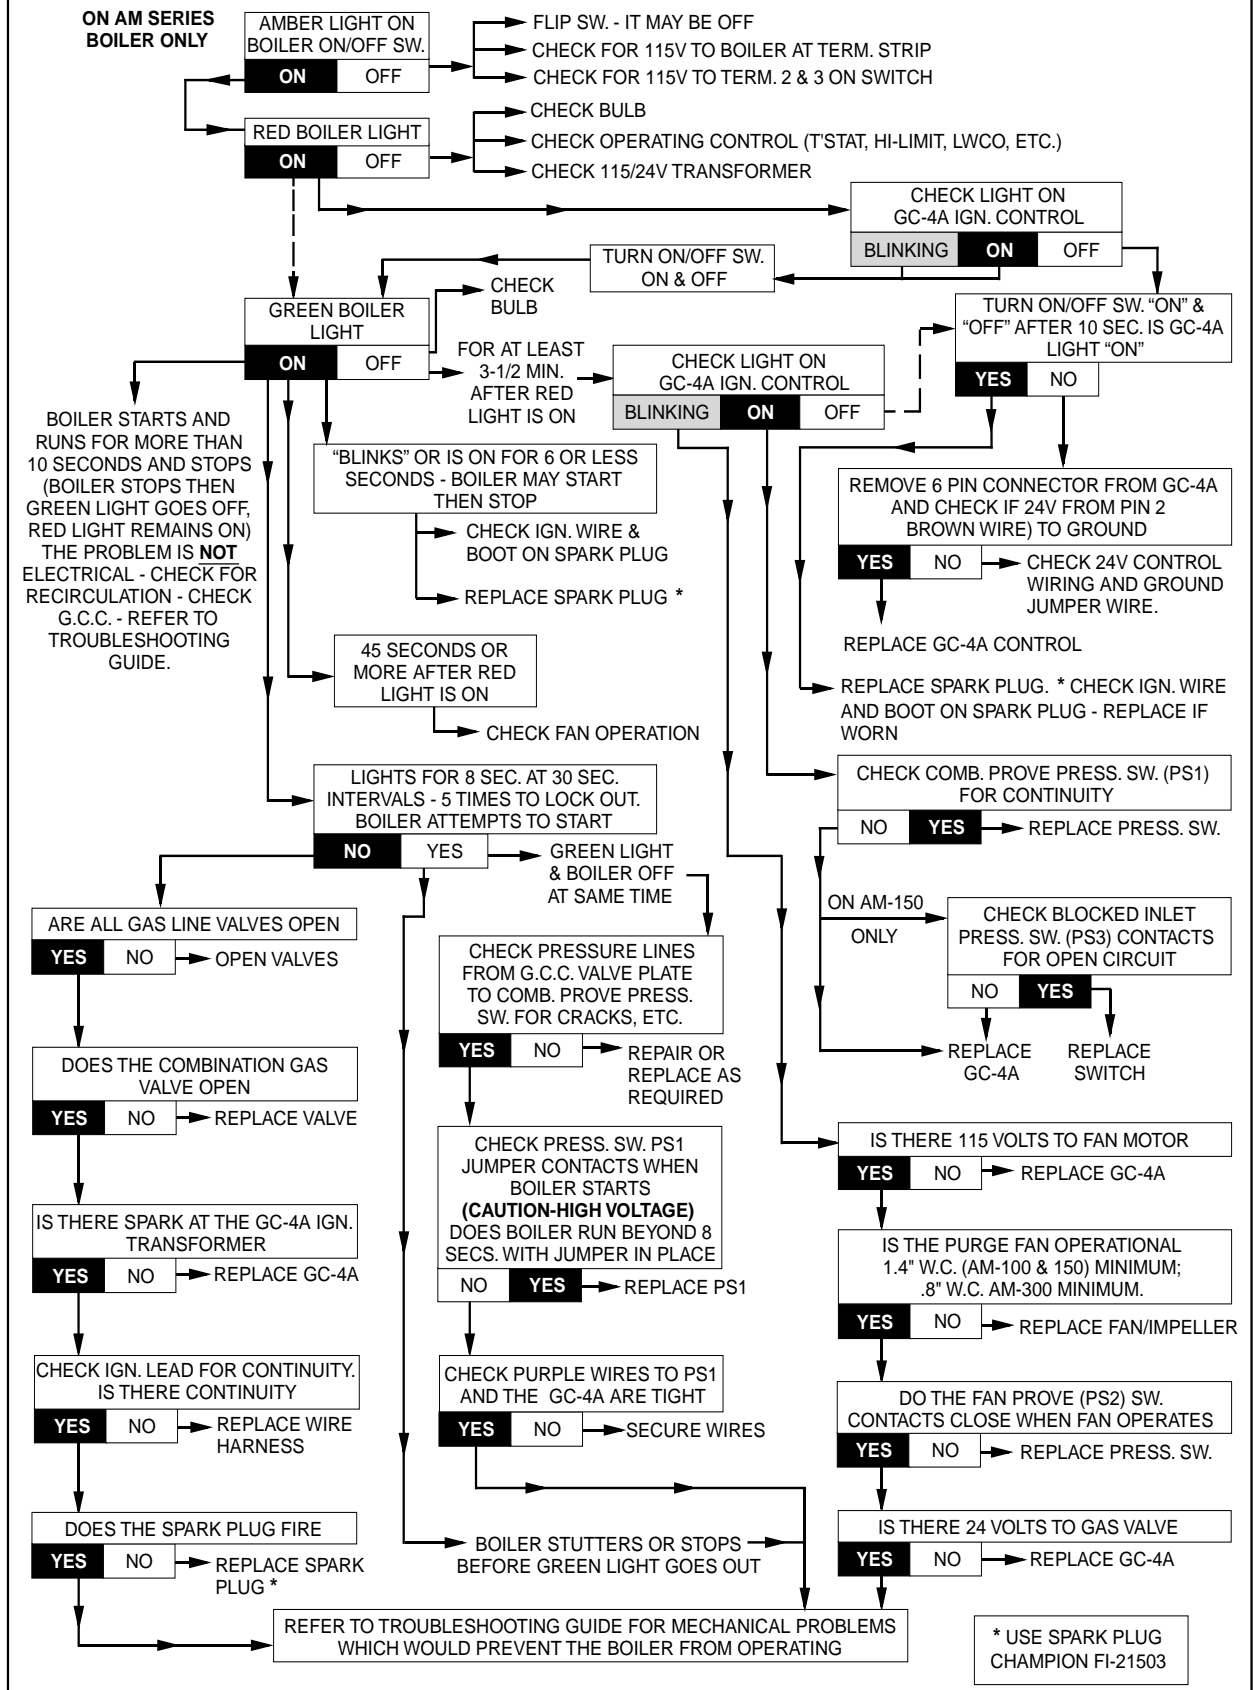 ON AM SERIES
BOILER ONLY
AMBER LIGHT ON
BOILER ON/OFF SW.
ON OFF
FLIP SW. - IT MAY BE OFF
CHECK FOR 115V TO BOILER AT TERM. STRIP
CHECK FOR 115V TO TERM. 2 & 3 ON SWITCH
RED BOILER LIGHT
ON OFF
CHECK BULB
CHECK OPERATING CONTROL (T'STAT, HI-LIMIT, LWCO, ETC.)
CHECK 115/24V TRANSFORMER
CHECK LIGHT ON
GC-4A IGN. CONTROL
BLINKING ON OFF
TURN ON/OFF SW.
ON & OFF
GREEN BOILER
LIGHT
ON OFF
CHECK
BULB
FOR AT LEAST
3-1/2 MIN.
AFTER RED
LIGHT IS ON
CHECK LIGHT ON
GC-4A IGN. CONTROL
BLINKING ON OFF
TURN ON/OFF SW. “ON” &
“OFF” AFTER 10 SEC. IS GC-4A
LIGHT “ON”
YES NO
BOILER STARTS AND
RUNS FOR MORE THAN
10 SECONDS AND STOPS
(BOILER STOPS THEN
GREEN LIGHT GOES OFF,
RED LIGHT REMAINS ON)
THE PROBLEM IS NOT
ELECTRICAL - CHECK FOR
RECIRCULATION - CHECK
G.C.C. - REFER TO
TROUBLESHOOTING
GUIDE.
“BLINKS” OR IS ON FOR 6 OR LESS
SECONDS - BOILER MAY START
THEN STOP
CHECK IGN. WIRE &
BOOT ON SPARK PLUG
REPLACE SPARK PLUG *
REMOVE 6 PIN CONNECTOR FROM GC-4A
AND CHECK IF 24V FROM PIN 2
BROWN WIRE) TO GROUND
YES NO
CHECK 24V CONTROL
WIRING AND GROUND
JUMPER WIRE.
REPLACE GC-4A CONTROL
45 SECONDS OR
MORE AFTER RED
LIGHT IS ON
CHECK FAN OPERATION
REPLACE SPARK PLUG. * CHECK IGN. WIRE
AND BOOT ON SPARK PLUG - REPLACE IF
WORN
LIGHTS FOR 8 SEC. AT 30 SEC.
INTERVALS - 5 TIMES TO LOCK OUT.
BOILER ATTEMPTS TO START
NO YES
GREEN LIGHT
& BOILER OFF
AT SAME TIME
CHECK COMB. PROVE PRESS. SW. (PS1)
FOR CONTINUITY
NO YES
REPLACE PRESS. SW.
ON AM-150
ONLY
CHECK BLOCKED INLET
PRESS. SW. (PS3) CONTACTS
FOR OPEN CIRCUIT
NO YES
REPLACE
GC-4A
REPLACE
SWITCH
ARE ALL GAS LINE VALVES OPEN
YES NO
OPEN VALVES
CHECK PRESSURE LINES
FROM G.C.C. VALVE PLATE
TO COMB. PROVE PRESS.
SW. FOR CRACKS, ETC.
YES NO
REPAIR OR
REPLACE AS
REQUIRED
DOES THE COMBINATION GAS
VALVE OPEN
YES NO
REPLACE VALVE
CHECK PRESS. SW. PS1
JUMPER CONTACTS WHEN
BOILER STARTS
(CAUTION-HIGH VOLTAGE)
DOES BOILER RUN BEYOND 8
SECS. WITH JUMPER IN PLACE
NO YES
REPLACE PS1
IS THERE 115 VOLTS TO FAN MOTOR
YES NO
REPLACE GC-4A
IS THERE SPARK AT THE GC-4A IGN.
TRANSFORMER
YES NO
REPLACE GC-4A
IS THE PURGE FAN OPERATIONAL
1.4" W.C. (AM-100 & 150) MINIMUM;
.8" W.C. AM-300 MINIMUM.
YES NO
REPLACE FAN/IMPELLER
CHECK IGN. LEAD FOR CONTINUITY.
IS THERE CONTINUITY
YES NO
REPLACE WIRE
HARNESS
CHECK PURPLE WIRES TO PS1
AND THE GC-4A ARE TIGHT
YES NO
SECURE WIRES
DO THE FAN PROVE (PS2) SW.
CONTACTS CLOSE WHEN FAN OPERATES
YES NO
REPLACE PRESS. SW.
DOES THE SPARK PLUG FIRE
YES NO
REPLACE SPARK
PLUG *
BOILER STUTTERS OR STOPS
BEFORE GREEN LIGHT GOES OUT
IS THERE 24 VOLTS TO GAS VALVE
YES NO
REPLACE GC-4A
REFER TO TROUBLESHOOTING GUIDE FOR MECHANICAL PROBLEMS
WHICH WOULD PREVENT THE BOILER FROM OPERATING
* USE SPARK PLUG
CHAMPION FI-21503